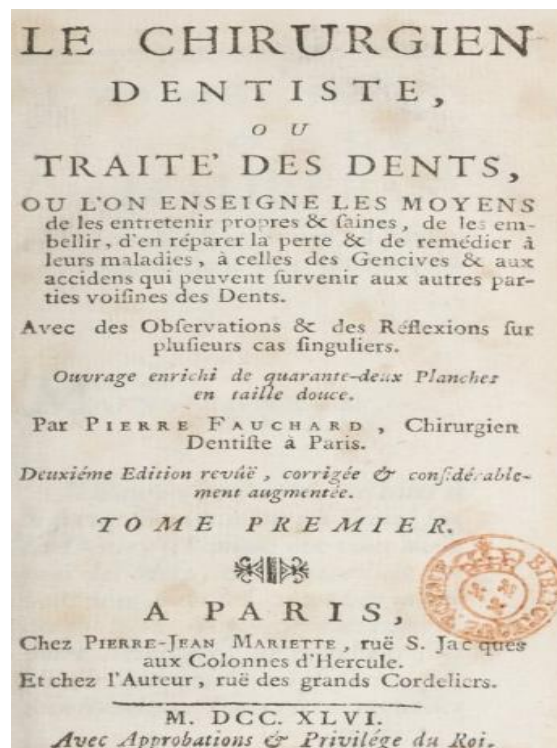 LE CHIRURGIEN
DENTISTE,
OU
TRAITE' DES DENTS,
OU L'ON ENSEIGNE LES MOYENS
de les entretenir propres & ſaines, de les em-
bellir, d'en réparer la perte & de remédier à
leurs maladies, à celles des Gencives & aux
accidens qui peuvent ſurvenir aux autres par-
ties voiſines des Dents.
Avec des Obſervations & des Réflexions ſur
pluſieurs cas ſinguliers.
Ouvrage enrichi de quarante-deux Planches
en taille douce.
Par PIERRE FAUCHARD, Chirurgien
Dentiſte à Paris.
Deuxiéme Edition revûë, corrigée & conſidérable-
ment augmentée.
TOME PREMIER.
A PARIS,
Chez PIERRE-JEAN MARIETTE, ruë S. Jacques
aux Colonnes d'Hercule.
Et chez l'Auteur, ruë des grands Cordeliers.
M. DCC. XLVI.
Avec Approbations & Privilége du Roi.